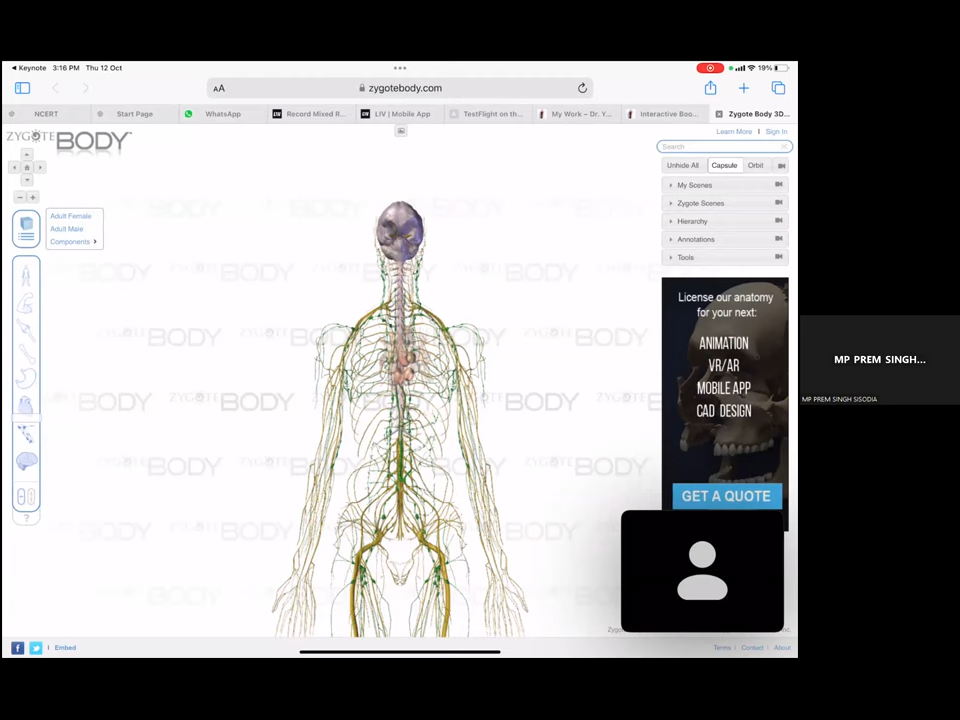 Keynote 3:16 PM Thu 12 Oct
19%
AA
zygotebody.com
NCERT
Start Page
WhatsApp
Record Mixed R...
LIV | Mobile App
TestFlight on th...
My Work – Dr. Y...
Interactive Boo...
Zygote Body 3D...
ZYGOTE BODY™
Learn More | Sign In
Search
Unhide All Capsule Orbit
My Scenes
Zygote Scenes
Hierarchy
Annotations
Tools
Adult Female
Adult Male
Components
License our anatomy
for your next:
ANIMATION
VR/AR
MOBILE APP
CAD DESIGN
GET A QUOTE
MP PREM SINGH...
MP PREM SINGH SISODIA
?
Embed
Terms | Contact | About